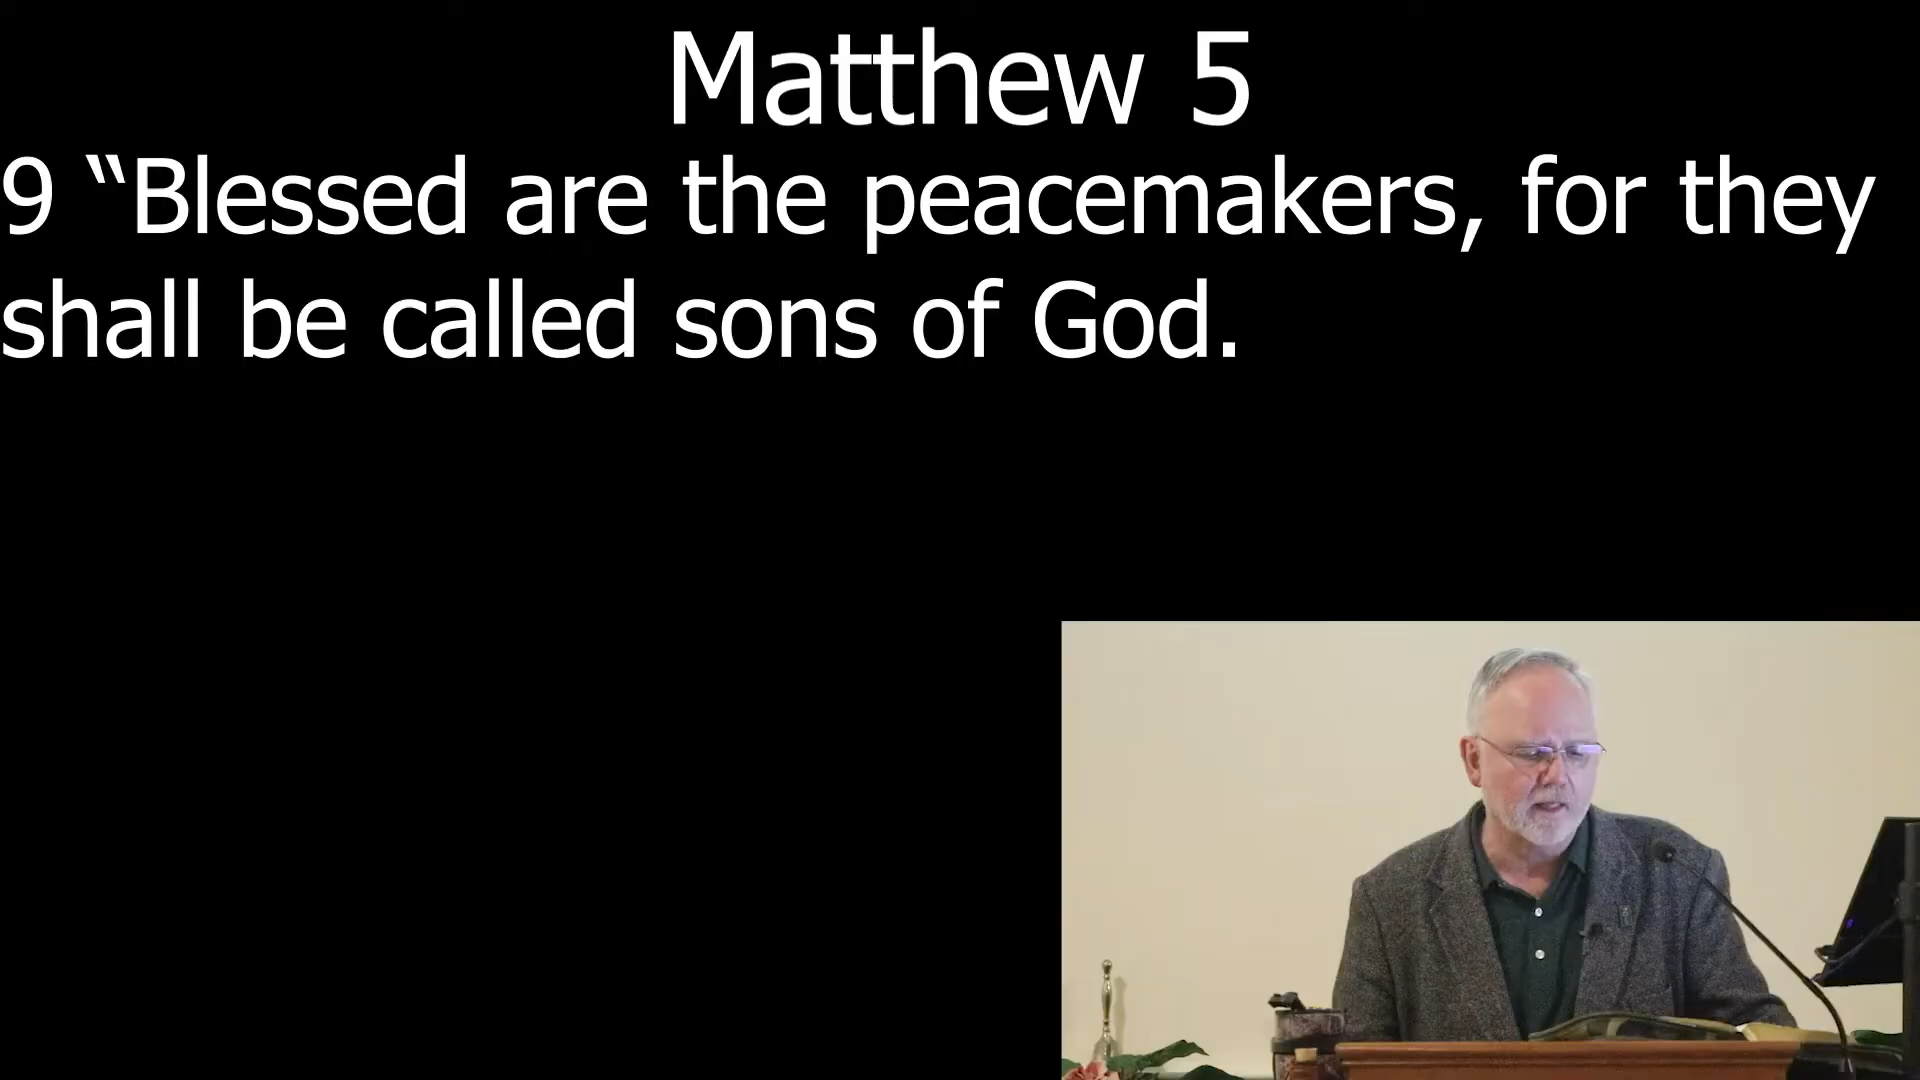 Matthew 5
9 “Blessed are the peacemakers, for they
shall be called sons of God.